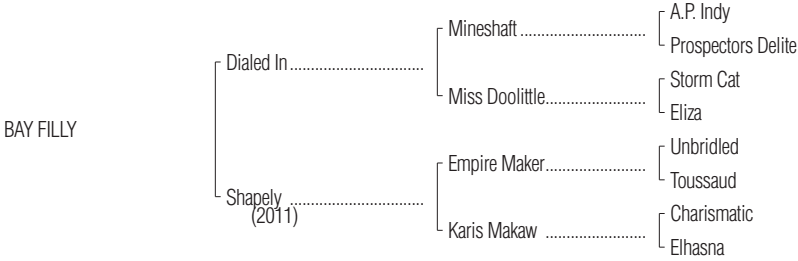 A.P. Indy
Mineshaft ..............................
Prospectors Delite
Dialed In ................................
Storm Cat
Miss Doolittle........................
Eliza
BAY FILLY
Unbridled
Empire Maker........................
Toussaud
Shapely ................................
(2011)
Charismatic
Karis Makaw ........................
Elhasna